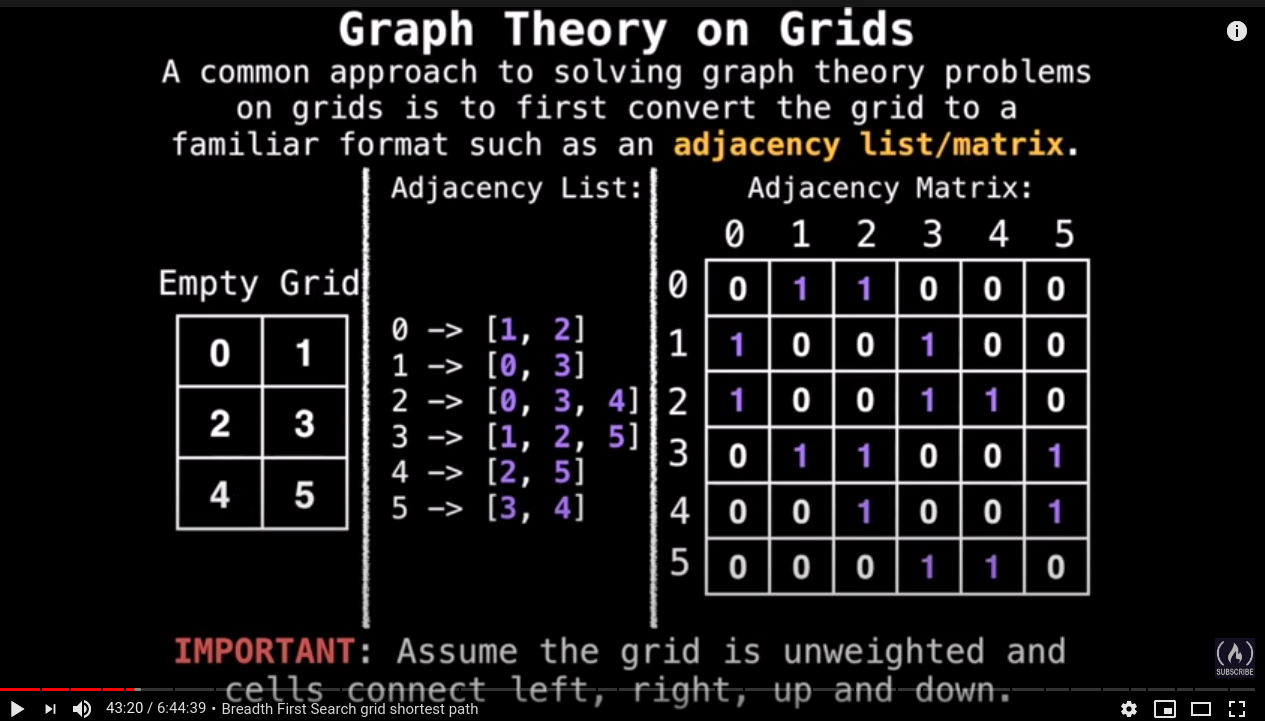 Graph Theory on Grids
A common approach to solving graph theory problems
on grids is to first convert the grid to a
familiar format such as an adjacency list/matrix.
Empty Grid
0 1
2 3
4 5
Adjacency List:
0 -> [1, 2]
1 -> [0, 3]
2 -> [0, 3, 4]
3 -> [1, 2, 5]
4 -> [2, 5]
5 -> [3, 4]
Adjacency Matrix:
0 1 2 3 4 5
0 0 1 1 0 0 0
1 1 0 0 1 0 0
2 1 0 0 1 1 0
3 0 1 1 0 0 1
4 0 0 1 0 0 1
5 0 0 0 1 1 0
IMPORTANT: Assume the grid is unweighted and
cells connect left, right, up and down.
FREECODECAMP
SUBSCRIBE
43:20 / 6:44:39 • Breadth First Search grid shortest path